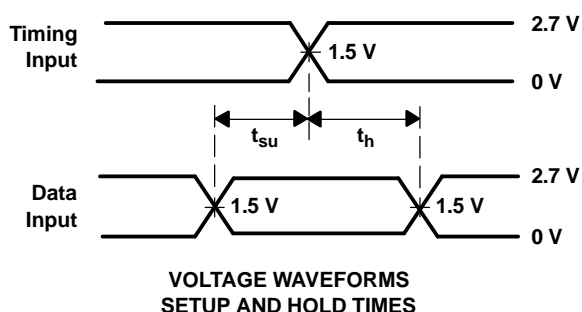 Timing
Input
2.7 V
1.5 V
0 V
tsu
th
Data
Input
2.7 V
1.5 V
1.5 V
0 V
VOLTAGE WAVEFORMS
SETUP AND HOLD TIMES